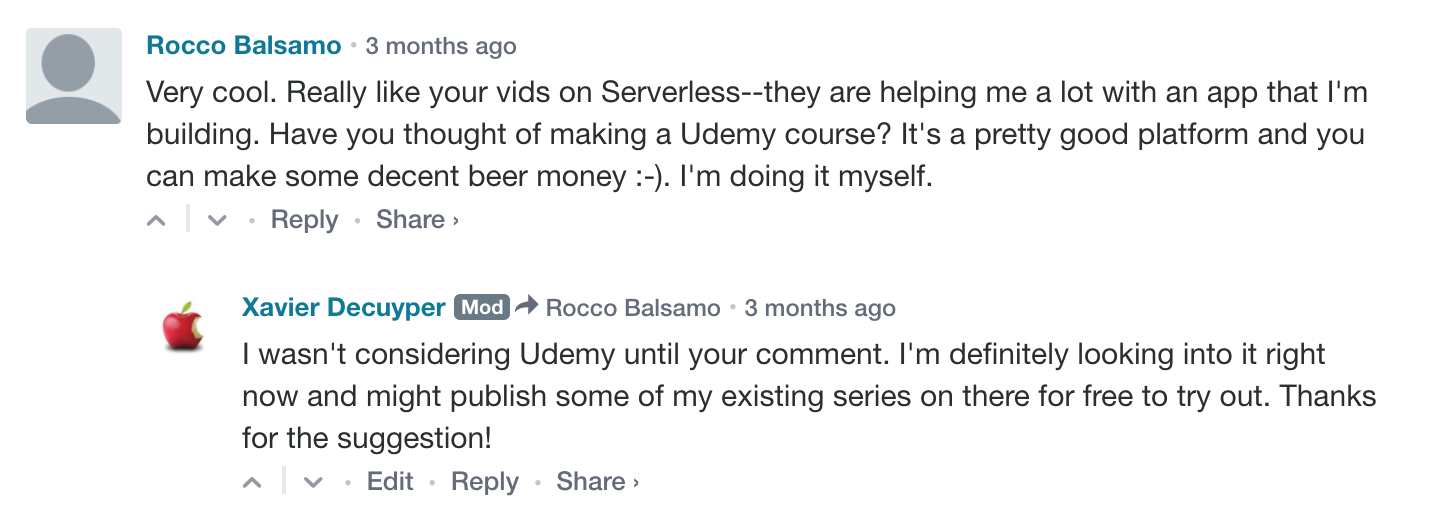 Rocco Balsamo • 3 months ago
Very cool. Really like your vids on Serverless--they are helping me a lot with an app that I'm
building. Have you thought of making a Udemy course? It's a pretty good platform and you
can make some decent beer money :-). I'm doing it myself.
• Reply • Share ›
Xavier Decuyper Mod Rocco Balsamo • 3 months ago
I wasn't considering Udemy until your comment. I'm definitely looking into it right
now and might publish some of my existing series on there for free to try out. Thanks
for the suggestion!
• Edit • Reply • Share ›